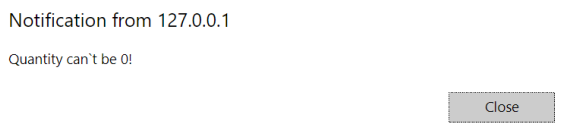 Notification from 127.0.0.1
Quantity can`t be 0!
Close